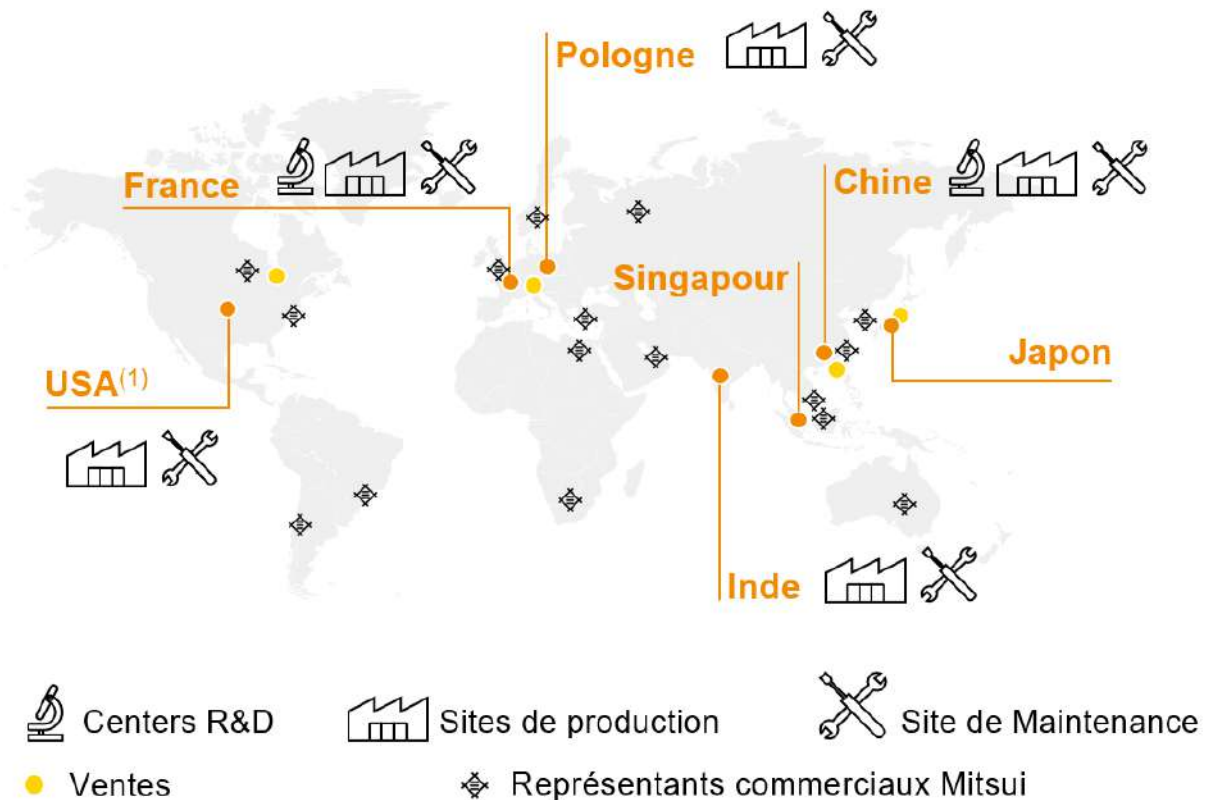 Pologne
France
Chine
Singapour
Japon
USA(1)
Inde
Centers R&D
Sites de production
Site de Maintenance
Ventes
Représentants commerciaux Mitsui